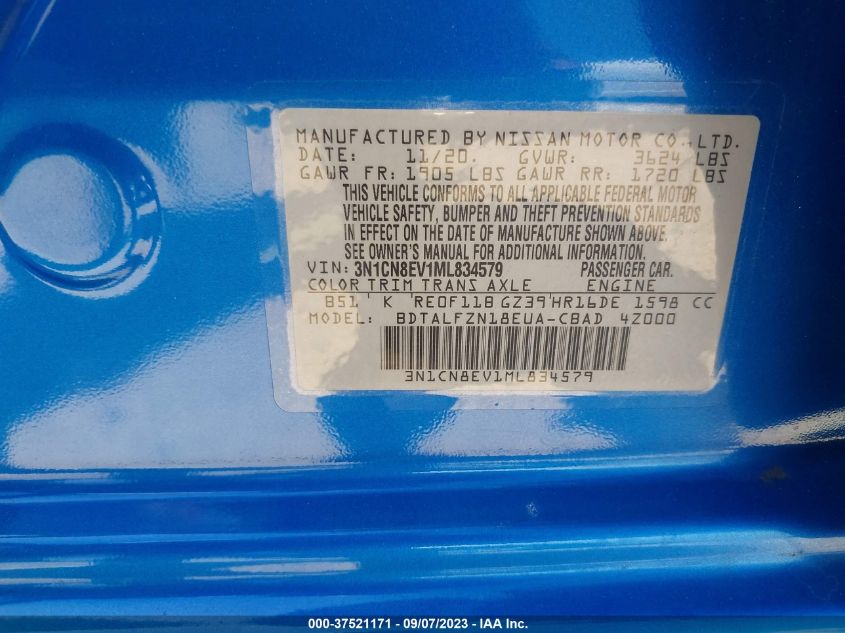 MANUFACTURED BY NISSAN MOTOR CO.,LTD.
DATE: 11/20. GVWR: 3624 LBS
GAWR FR: 1905 LBS GAWR RR: 1720 LBS
THIS VEHICLE CONFORMS TO ALL APPLICABLE FEDERAL MOTOR
VEHICLE SAFETY, BUMPER AND THEFT PREVENTION STANDARDS
IN EFFECT ON THE DATE OF MANUFACTURE SHOWN ABOVE.
SEE OWNER'S MANUAL FOR ADDITIONAL INFORMATION.
VIN: 3N1CN8EV1ML834579 PASSENGER CAR.
COLOR TRIM TRANS AXLE ENGINE
B51 K RE0F11B GZ39 HR16DE 1598 CC
MODEL: BDTALFZN18EUA-CBAD 4Z000
3N1CN8EV1ML834579
000-37521171 - 09/07/2023 - IAA Inc.